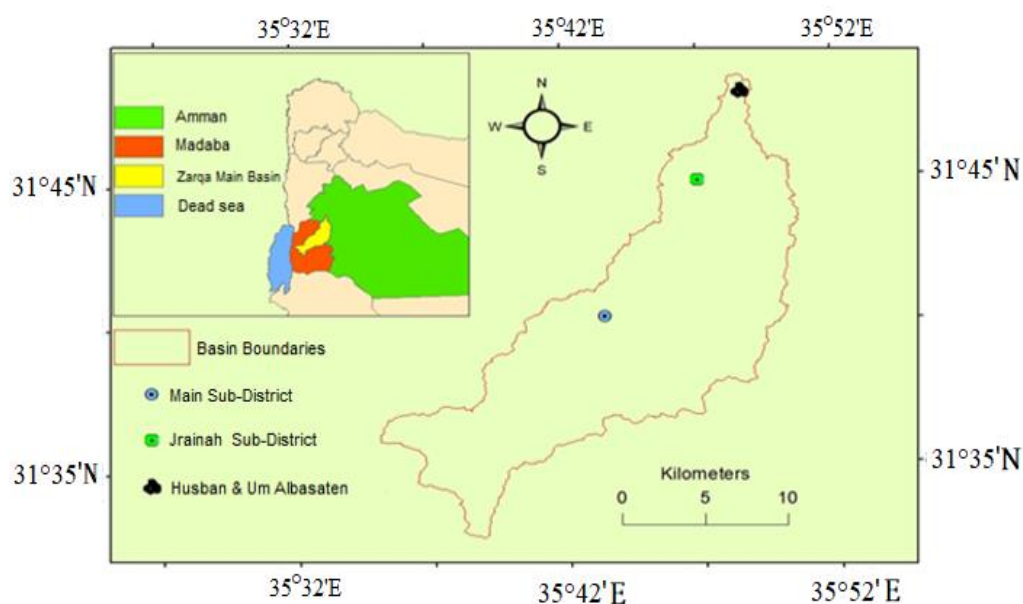 35°32'E 35°42'E 35°52'E
Amman
Madaba
Zarqa Main Basin
Dead sea
N
W E
S
31°45'N 31°45'N
Basin Boundaries
Main Sub-District
Jrainah Sub-District
Husban & Um Albasaten
Kilometers
0 5 10
31°35'N 31°35'N
35°32'E 35°42'E 35°52'E